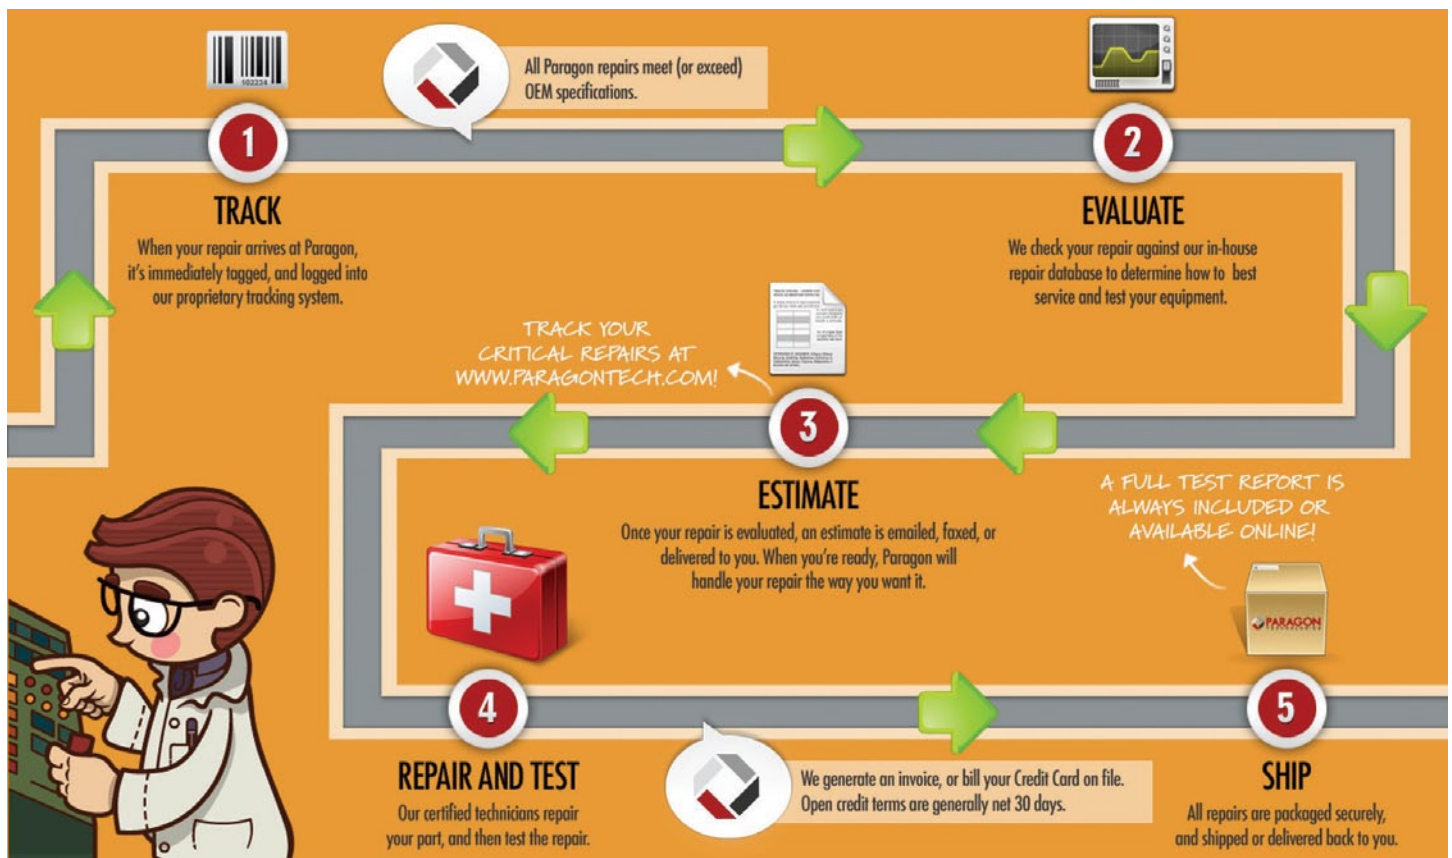 102234
All Paragon repairs meet (or exceed)
OEM specifications.
1
TRACK
When your repair arrives at Paragon,
it's immediately tagged, and logged into
our proprietary tracking system.
2
EVALUATE
We check your repair against our in-house
repair database to determine how to best
service and test your equipment.
TRACK YOUR
CRITICAL REPAIRS AT
WWW.PARAGONTECH.COM!
3
ESTIMATE
Once your repair is evaluated, an estimate is emailed, faxed, or
delivered to you. When you're ready, Paragon will
handle your repair the way you want it.
A FULL TEST REPORT IS
ALWAYS INCLUDED OR
AVAILABLE ONLINE!
PARAGON
4
REPAIR AND TEST
Our certified technicians repair
your part, and then test the repair.
We generate an invoice, or bill your Credit Card on file.
Open credit terms are generally net 30 days.
5
SHIP
All repairs are packaged securely,
and shipped or delivered back to you.